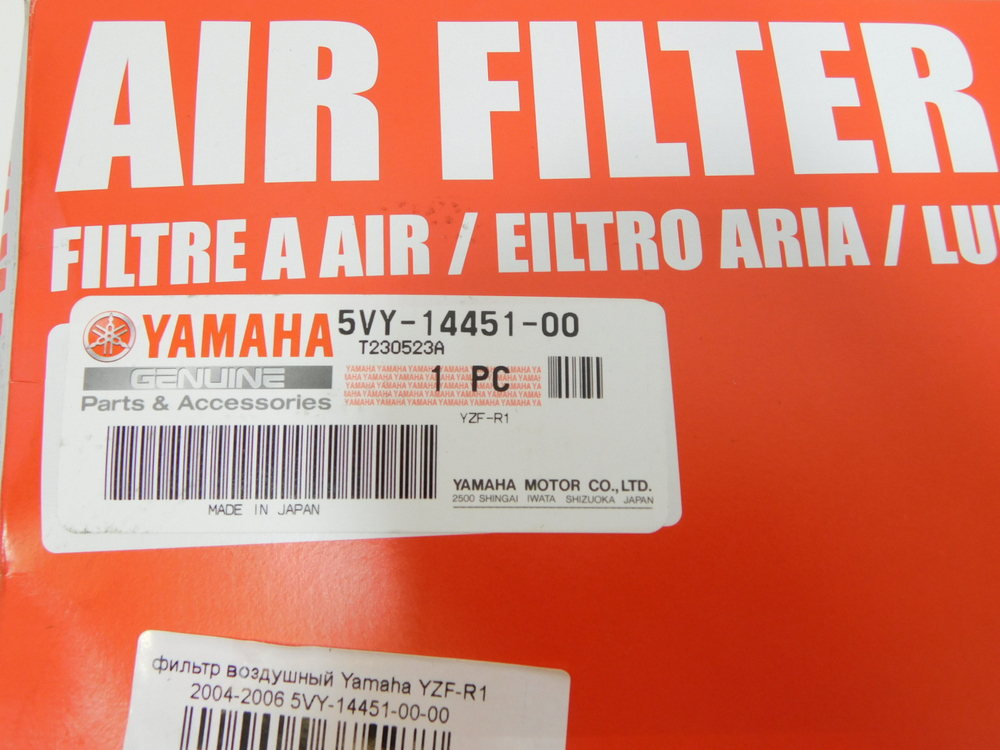 AIR FILTER
FILTRE A AIR / EILTRO ARIA / LU
YAMAHA 5VY-14451-00
T230523A
GENUINE 1 PC
Parts & Accessories
YZF-R1
YAMAHA MOTOR CO.,LTD.
2500 SHINGAI IWATA SHIZUOKA JAPAN
MADE IN JAPAN
фильтр воздушный Yamaha YZF-R1
2004-2006 5VY-14451-00-00